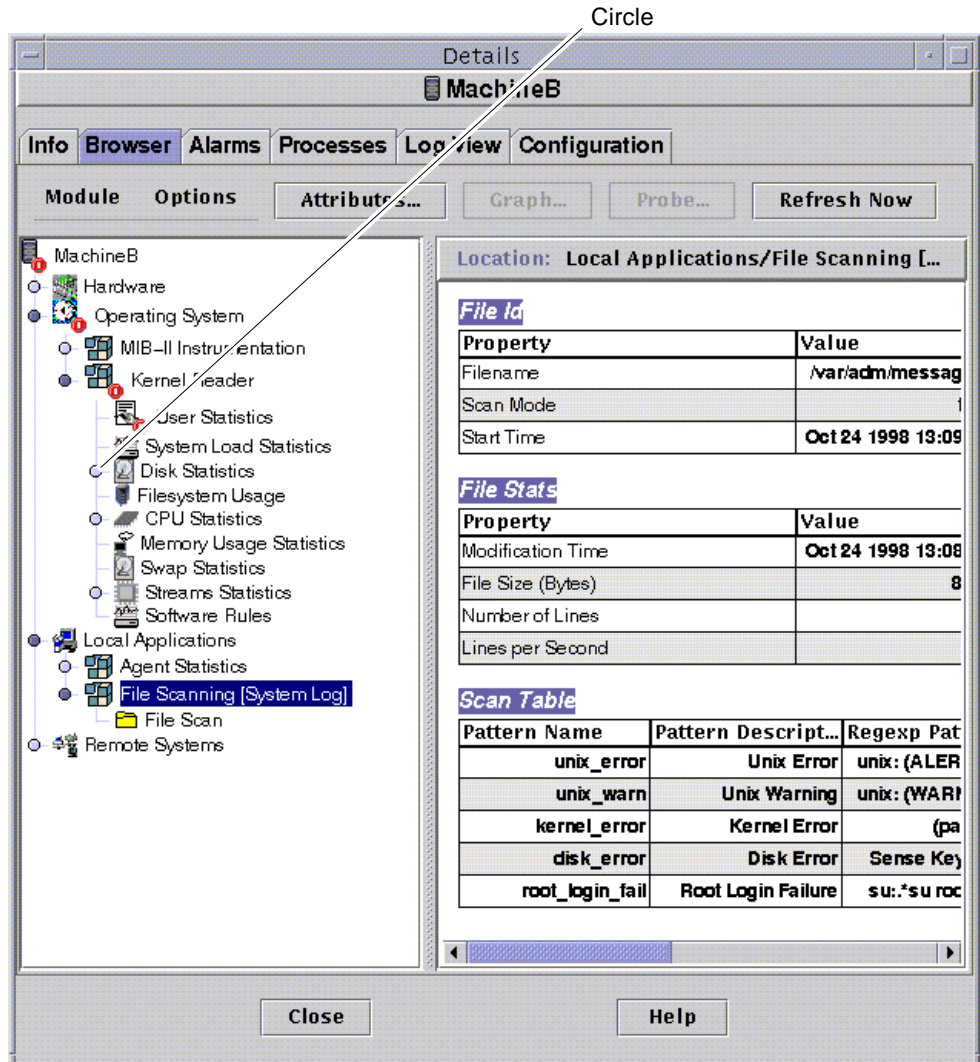 Circle
Details
MachineB
Info Browser Alarms Processes Log View Configuration
Module Options Attributes... Graph... Probe... Refresh Now
MachineB
Hardware
Operating System
MIB-II Instrumentation
Kernel Reader
User Statistics
System Load Statistics
Disk Statistics
Filesystem Usage
CPU Statistics
Memory Usage Statistics
Swap Statistics
Streams Statistics
Software Rules
Local Applications
Agent Statistics
File Scanning [System Log]
File Scan
Remote Systems
Location: Local Applications/File Scanning [...
File Id
Property Value
Filename /var/adm/messag
Scan Mode
Start Time Oct 24 1998 13:09
File Stats
Property Value
Modification Time Oct 24 1998 13:08
File Size (Bytes) 8
Number of Lines
Lines per Second
Scan Table
Pattern Name Pattern Descript... Regexp Pat
unix_error Unix Error unix: (ALER
unix_warn Unix Warning unix: (WARN
kernel_error Kernel Error (pa
disk_error Disk Error Sense Key
root_login_fail Root Login Failure su:.*su roo
Close Help